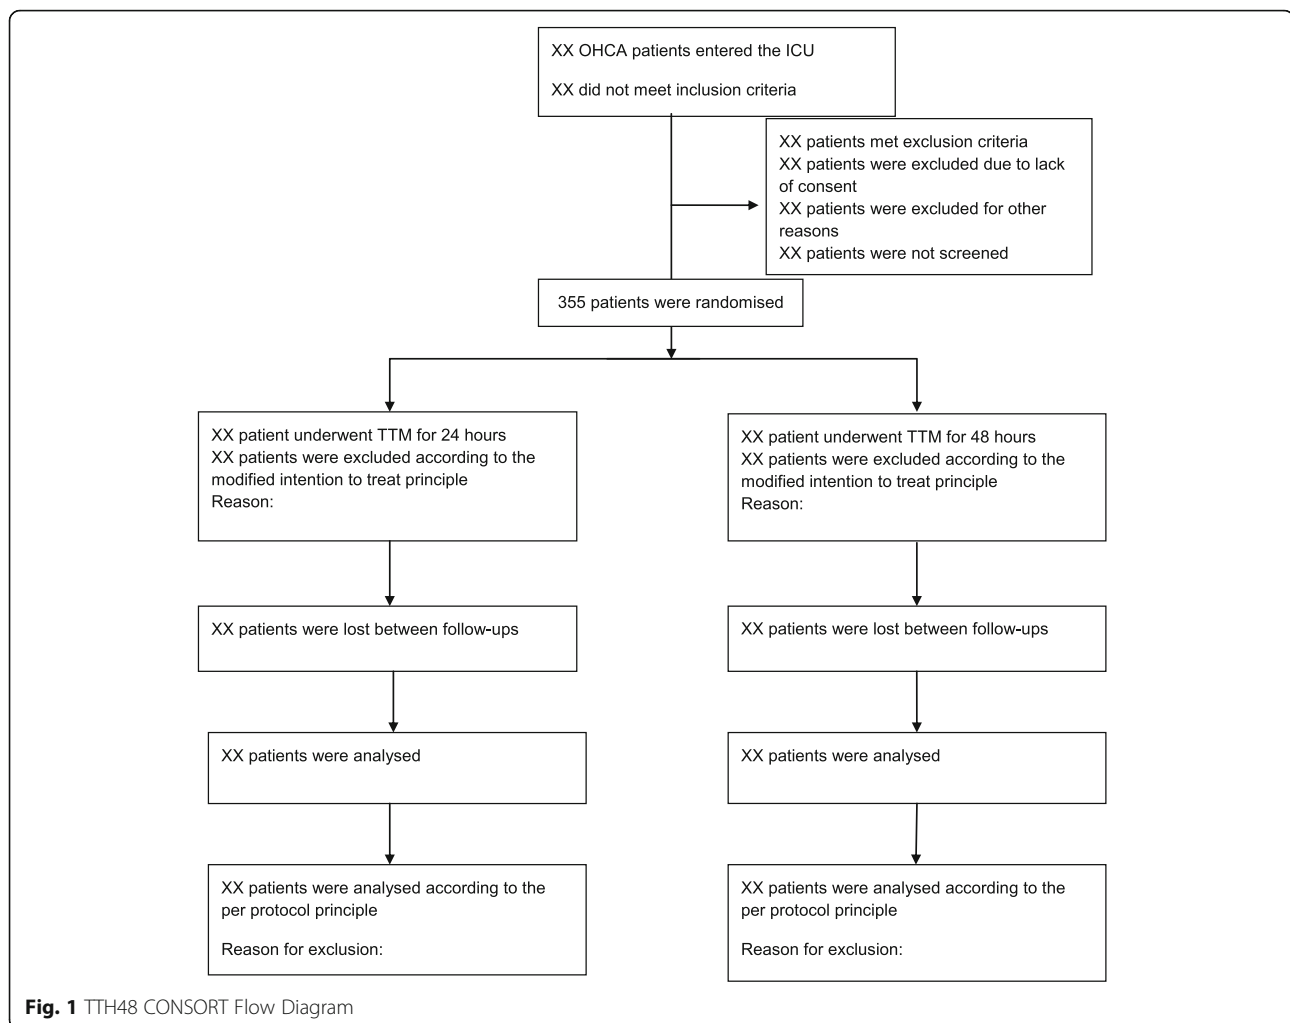 XX OHCA patients entered the ICU
XX did not meet inclusion criteria
XX patients met exclusion criteria
XX patients were excluded due to lack
of consent
XX patients were excluded for other
reasons
XX patients were not screened
355 patients were randomised
XX patient underwent TTM for 24 hours
XX patients were excluded according to the
modified intention to treat principle
Reason:
XX patient underwent TTM for 48 hours
XX patients were excluded according to the
modified intention to treat principle
Reason:
XX patients were lost between follow-ups
XX patients were lost between follow-ups
XX patients were analysed
XX patients were analysed
XX patients were analysed according to the
per protocol principle
Reason for exclusion:
XX patients were analysed according to the
per protocol principle
Reason for exclusion:
Fig. 1 TTH48 CONSORT Flow Diagram